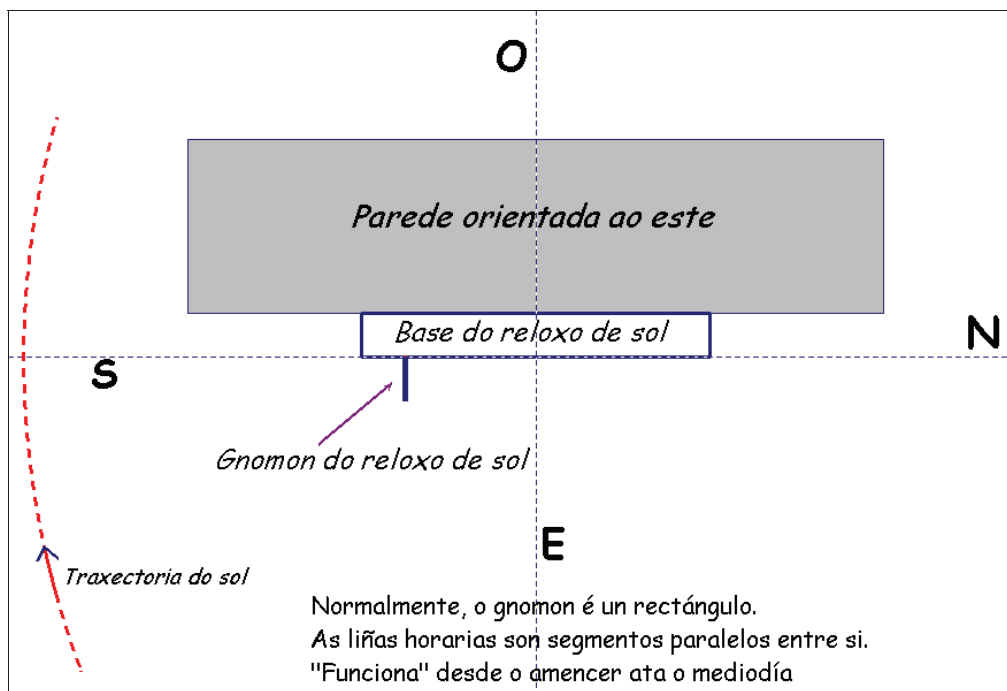 O
Parede orientada ao este
Base do reloxo de sol
N
S
Gnomon do reloxo de sol
E
Traxectoria do sol
Normalmente, o gnomon é un rectángulo.
As liñas horarias son segmentos paralelos entre si.
"Funciona" desde o amencer ata o mediodía